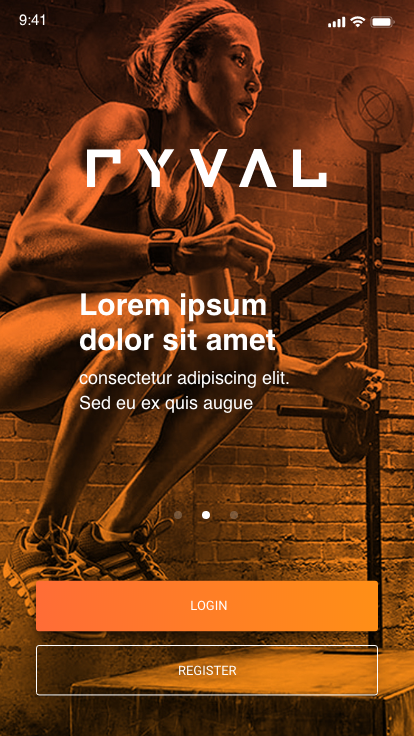 9:41
RYVAL
Lorem ipsum
dolor sit amet
consectetur adipiscing elit.
Sed eu ex quis augue
LOGIN
REGISTER